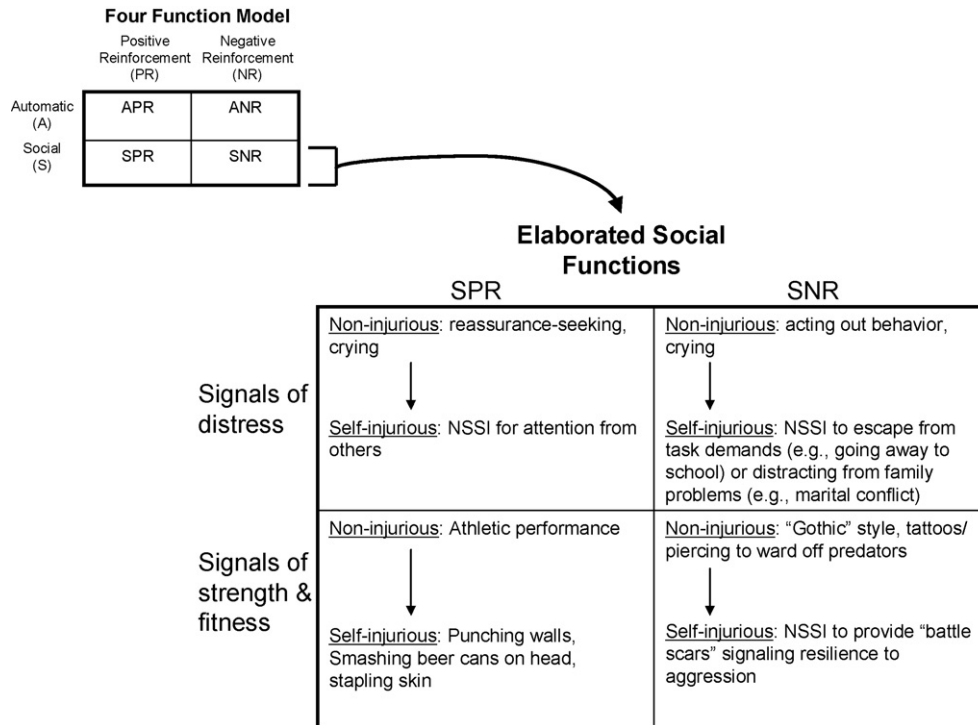 Four Function Model
Positive Reinforcement (PR)
Negative Reinforcement (NR)
Automatic (A)
APR
ANR
Social (S)
SPR
SNR
Elaborated Social
Functions
SPR
SNR
Signals of
distress
Non-injurious: reassurance-seeking,
crying
Self-injurious: NSSI for attention from
others
Non-injurious: acting out behavior,
crying
Self-injurious: NSSI to escape from
task demands (e.g., going away to
school) or distracting from family
problems (e.g., marital conflict)
Signals of
strength &
fitness
Non-injurious: Athletic performance
Self-injurious: Punching walls,
Smashing beer cans on head,
stapling skin
Non-injurious: “Gothic” style, tattoos/
piercing to ward off predators
Self-injurious: NSSI to provide “battle
scars” signaling resilience to
aggression